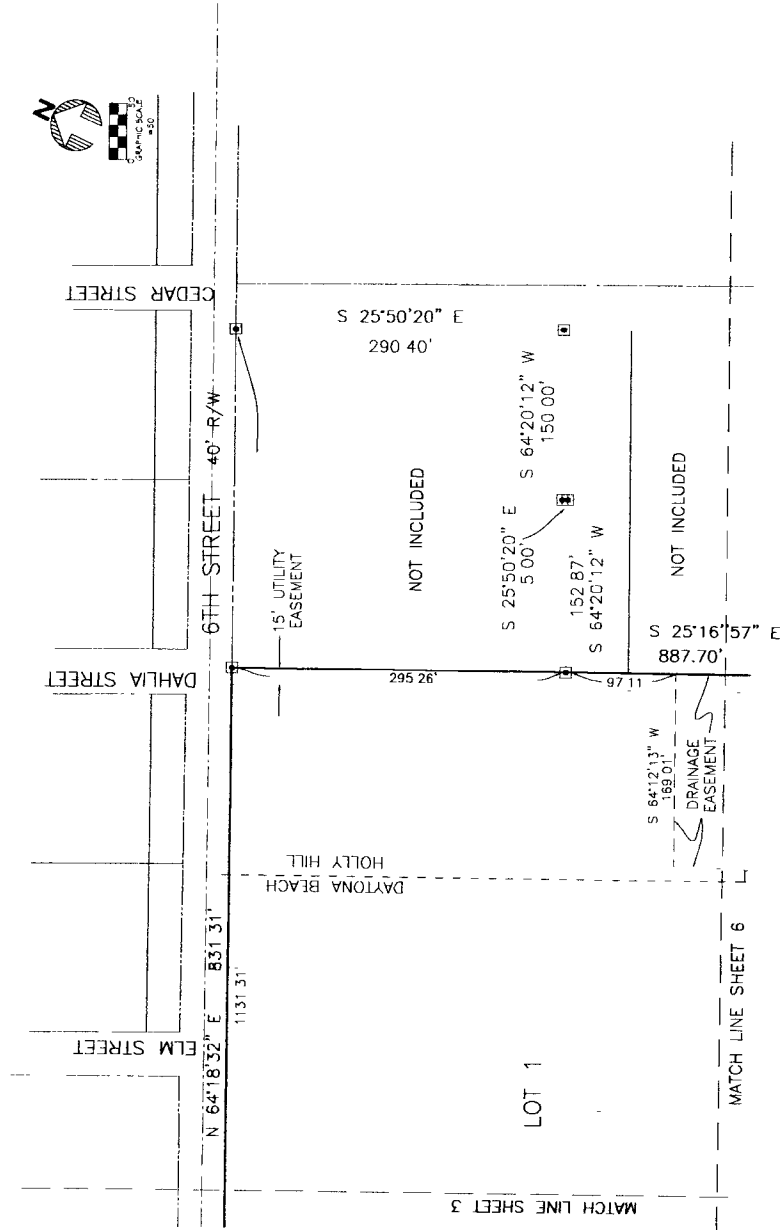 N
0 50
GRAPHIC SCALE
=50
CEDAR STREET
6TH STREET 40' R/W
S 25°50'20" E
290 40'
S 64°20'12" W
150 00'
NOT INCLUDED
15' UTILITY
EASEMENT
S 25°50'20" E
5 00'
152 87'
S 64°20'12" W
NOT INCLUDED
DAHLIA STREET
S 25°16'57" E
887.70'
295 26'
97 11
S 64°12'13" W
169 01'
DRAINAGE
EASEMENT
HOLLY HILL
DAYTONA BEACH
N 64°18'32" E 831 31'
1131 31'
ELM STREET
LOT 1
MATCH LINE SHEET 6
MATCH LINE SHEET 3